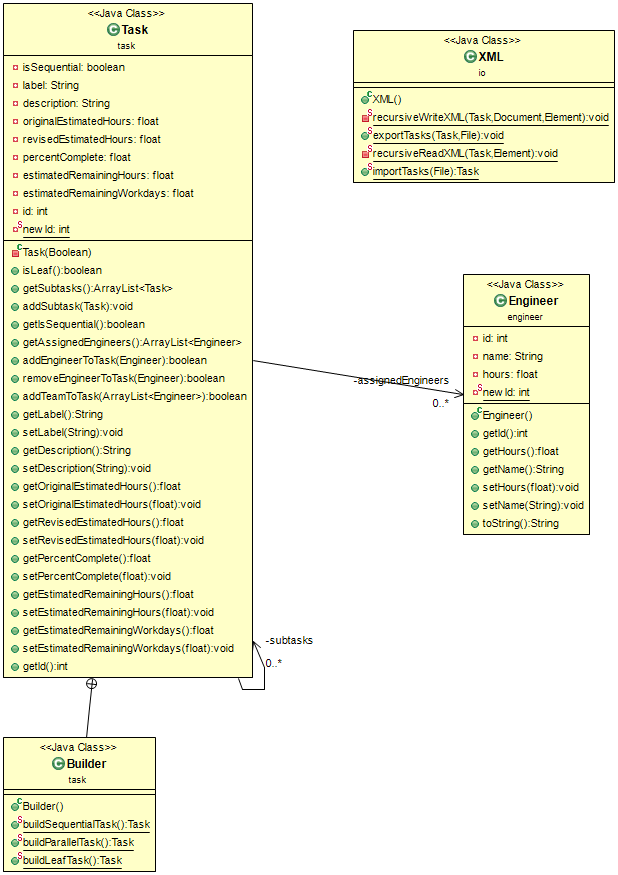 <<Java Class>>
Task
task
isSequential: boolean
label: String
description: String
originalEstimatedHours: float
revisedEstimatedHours: float
percentComplete: float
estimatedRemainingHours: float
estimatedRemainingWorkdays: float
id: int
new Id: int
Task(Boolean)
isLeaf():boolean
getSubtasks():ArrayList<Task>
addSubtask(Task):void
getIsSequential():boolean
getAssignedEngineers():ArrayList<Engineer>
addEngineerToTask(Engineer):boolean
removeEngineerToTask(Engineer):boolean
addTeamToTask(ArrayList<Engineer>):boolean
getLabel():String
setLabel(String):void
getDescription():String
setDescription(String):void
getOriginalEstimatedHours():float
setOriginalEstimatedHours(float):void
getRevisedEstimatedHours():float
setRevisedEstimatedHours(float):void
getPercentComplete():float
setPercentComplete(float):void
getEstimatedRemainingHours():float
setEstimatedRemainingHours(float):void
getEstimatedRemainingWorkdays():float
setEstimatedRemainingWorkdays(float):void
getId():int
<<Java Class>>
XML
io
XML()
recursiveWriteXML(Task,Document,Element):void
exportTasks(Task,File):void
recursiveReadXML(Task,Element):void
importTasks(File):Task
-assignedEngineers
0..*
<<Java Class>>
Engineer
engineer
id: int
name: String
hours: float
new Id: int
Engineer()
getId():int
getHours():float
getName():String
setHours(float):void
setName(String):void
toString():String
-subtasks
0..*
<<Java Class>>
Builder
task
Builder()
buildSequentialTask():Task
buildParallelTask():Task
buildLeafTask():Task